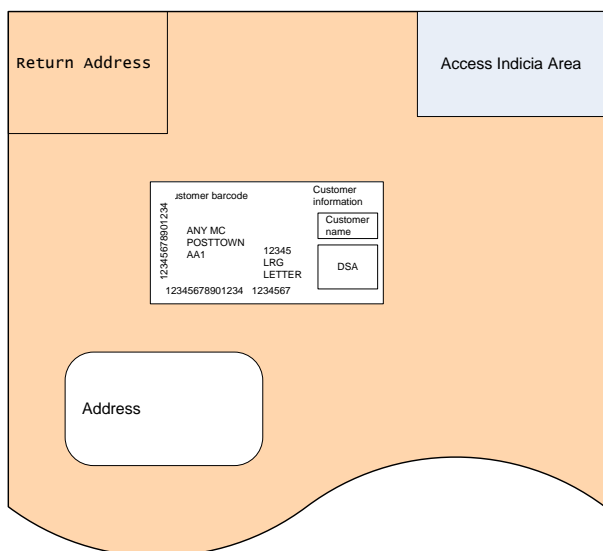 Return Address
Access Indicia Area
ustomer barcode
Customer
information
12345678901234
Customer
name
ANY MC
POSTTOWN
AA1
12345
LRG
LETTER
DSA
12345678901234 1234567
Address